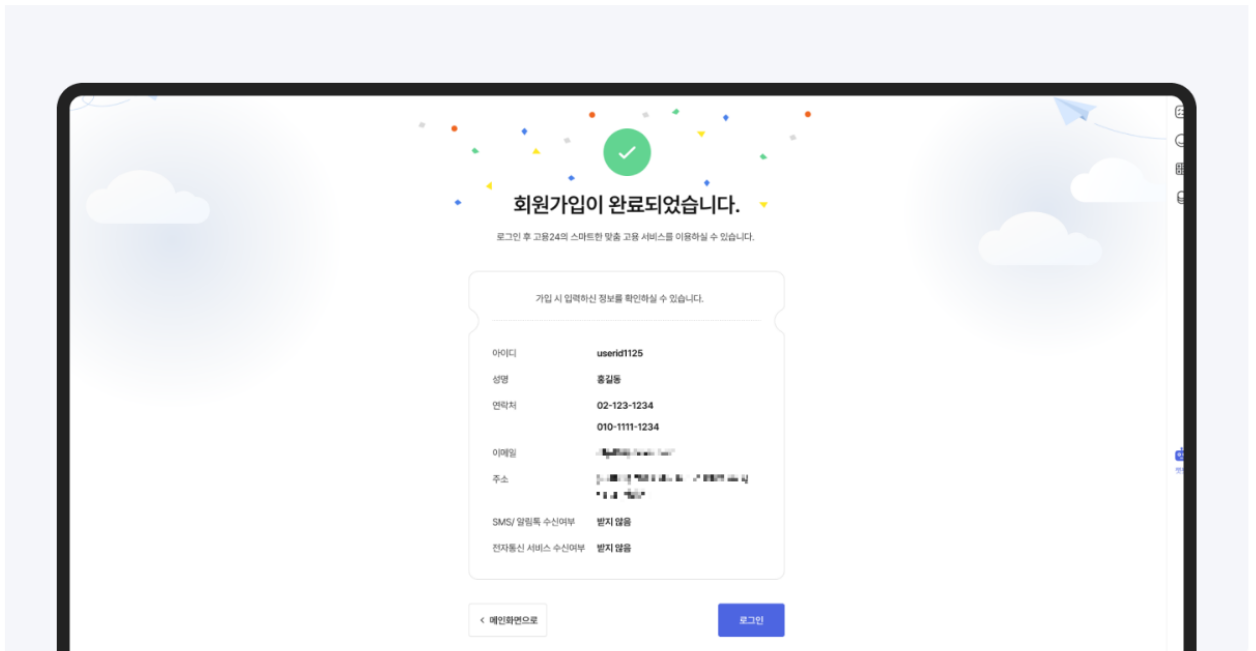 회원가입이 완료되었습니다.
로그인 후 고용24의 스마트한 맞춤 고용 서비스를 이용하실 수 있습니다.
가입 시 입력하신 정보를 확인하실 수 있습니다.
아이디 userid1125
성명 홍길동
연락처 02-123-1234
010-1111-1234
이메일
주소
SMS/ 알림톡 수신여부 받지 않음
전자통신 서비스 수신여부 받지 않음
< 메인화면으로 로그인